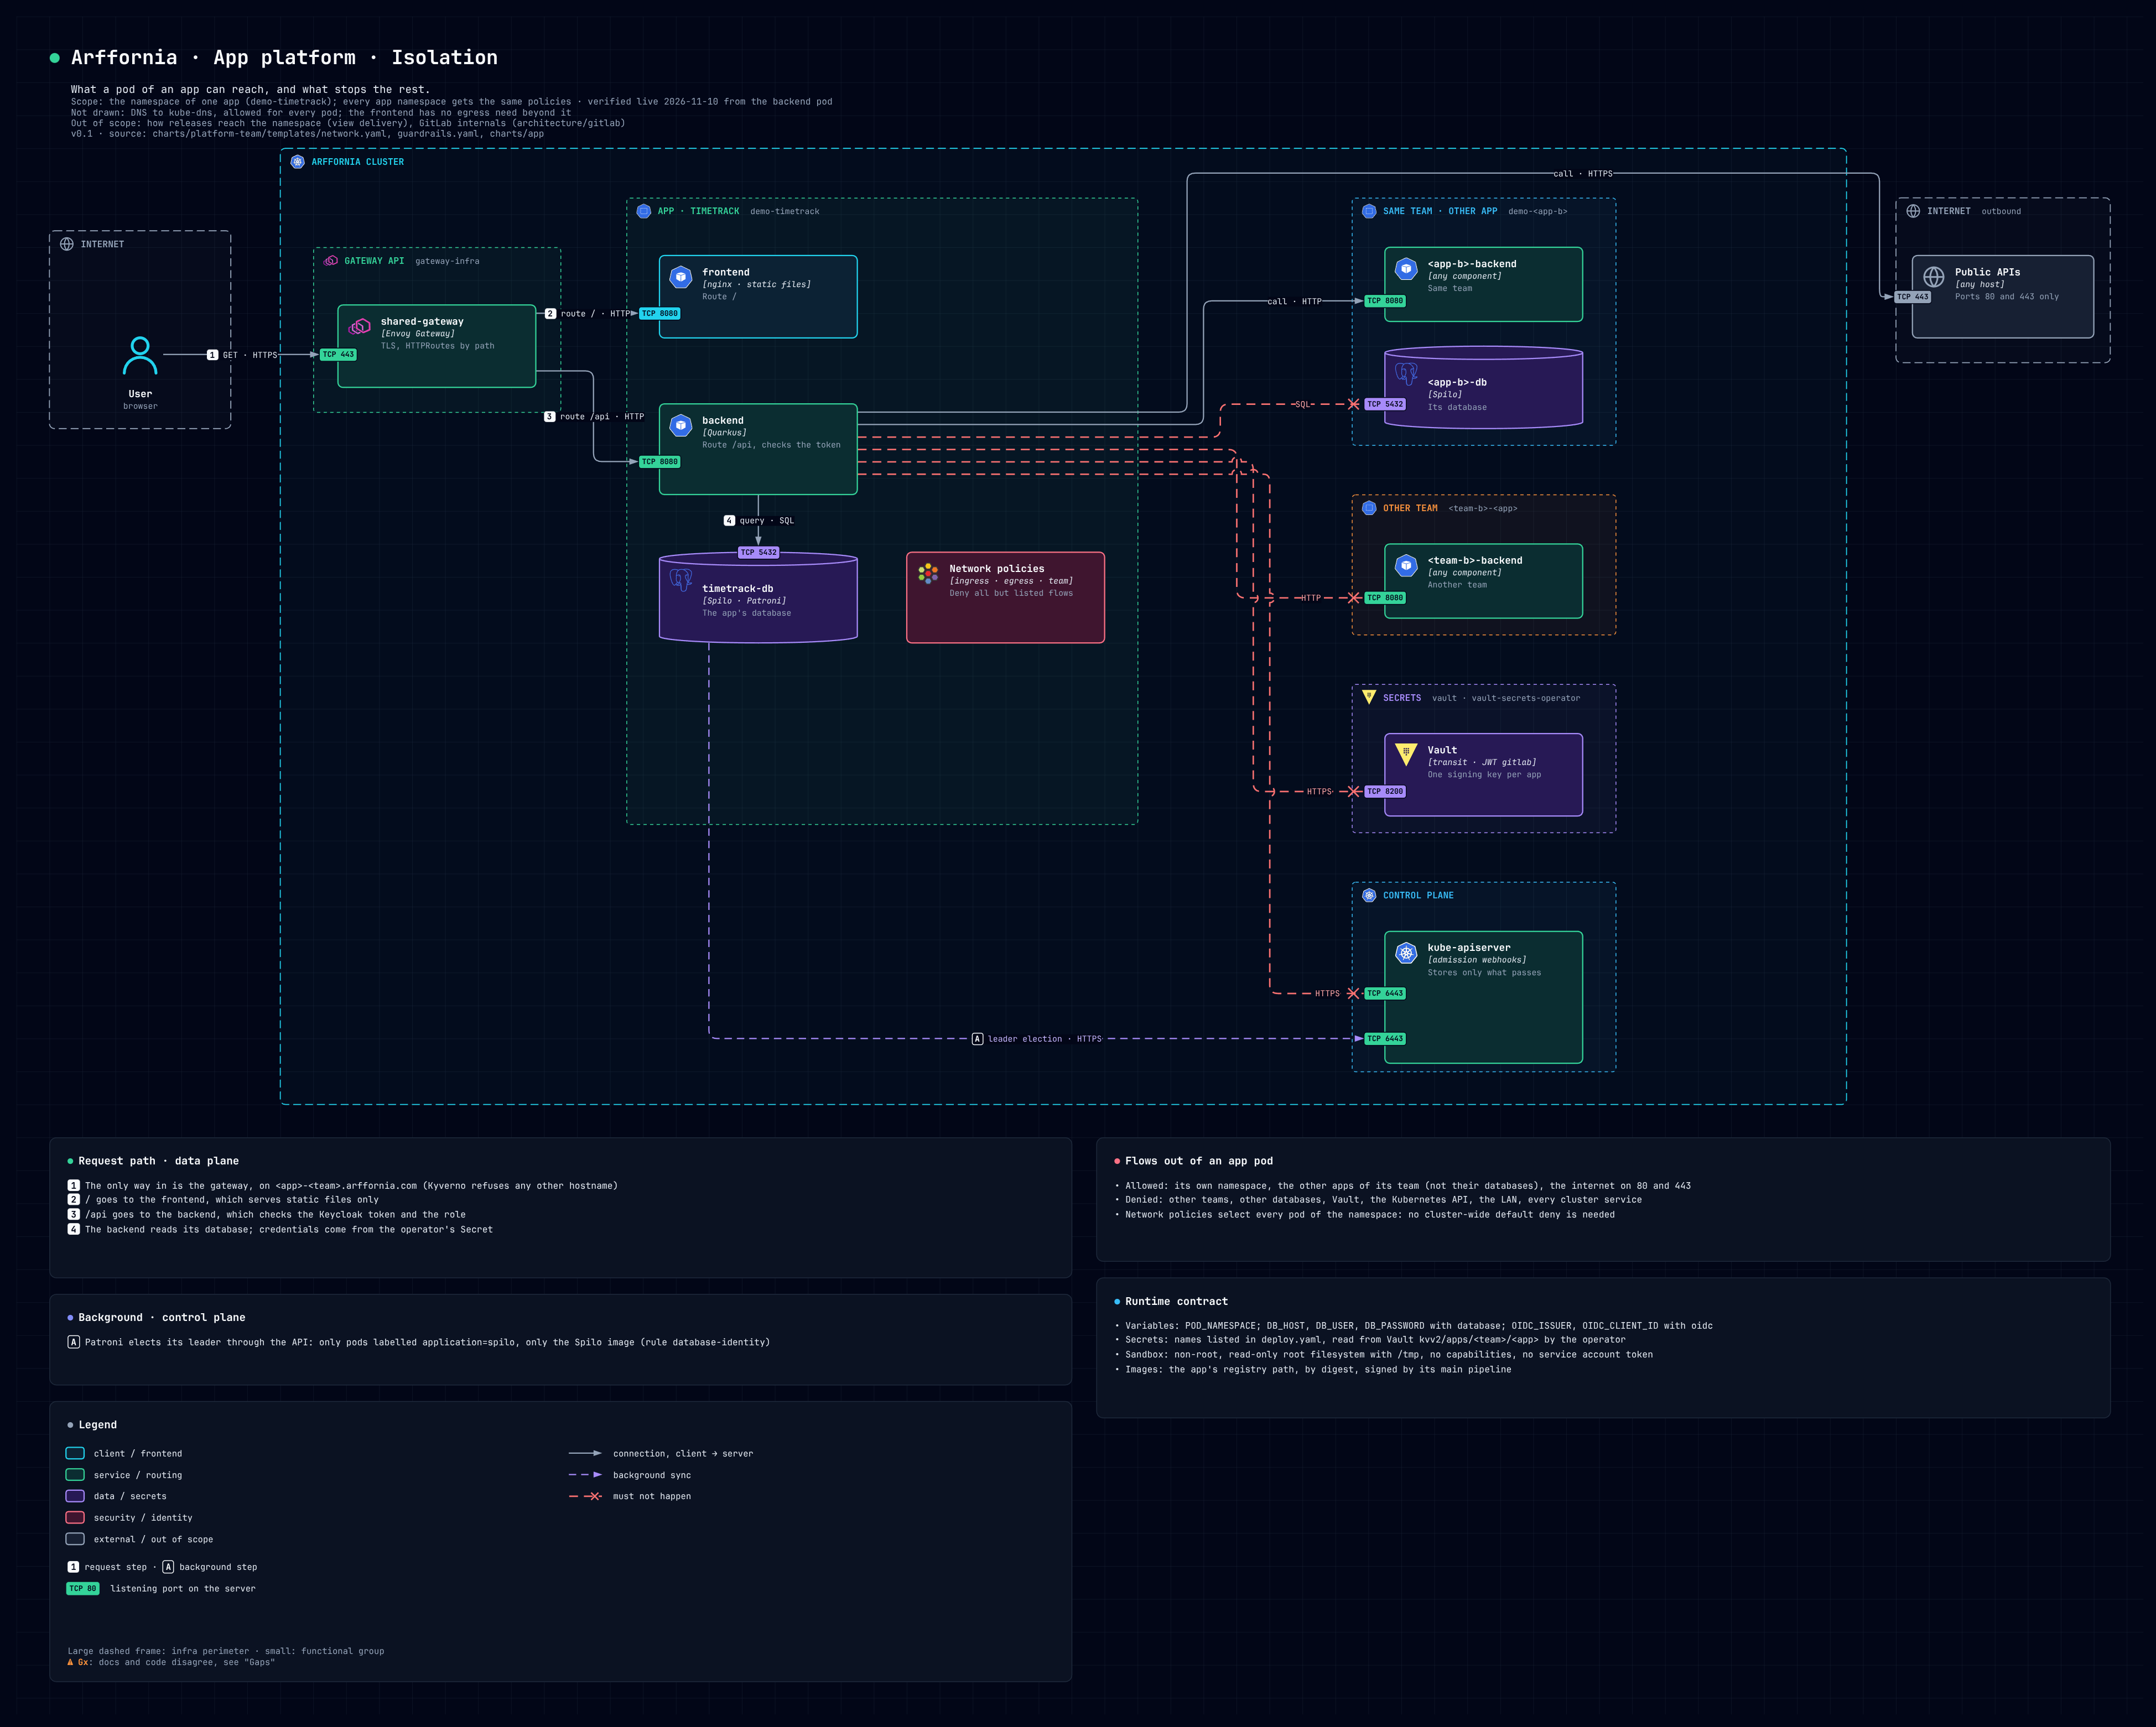 Arffornia · App platform · Isolation
What a pod of an app can reach, and what stops the rest.
Scope: the namespace of one app (demo-timetrack); every app namespace gets the same policies · verified live 2026-11-10 from the backend pod
Not drawn: DNS to kube-dns, allowed for every pod; the frontend has no egress need beyond it
Out of scope: how releases reach the namespace (view delivery), GitLab internals (architecture/gitlab)
v0.1 · source: charts/platform-team/templates/network.yaml, guardrails.yaml, charts/app
ARFFORNIA CLUSTER
INTERNET
User
browser
1 GET · HTTPS
GATEWAY API gateway-infra
TCP 443
shared-gateway
[Envoy Gateway]
TLS, HTTPRoutes by path
2 route / · HTTP
3 route /api · HTTP
APP · TIMETRACK demo-timetrack
TCP 8080
frontend
[nginx · static files]
Route /
TCP 8080
backend
[Quarkus]
Route /api, checks the token
4 query · SQL
TCP 5432
timetrack-db
[Spilo · Patroni]
The app's database
Network policies
[ingress · egress · team]
Deny all but listed flows
call · HTTPS
call · HTTP
SQL
HTTP
HTTPS
HTTPS
A leader election · HTTPS
SAME TEAM · OTHER APP demo-<app-b>
TCP 8080
<app-b>-backend
[any component]
Same team
TCP 5432
<app-b>-db
[Spilo]
Its database
OTHER TEAM <team-b>-<app>
TCP 8080
<team-b>-backend
[any component]
Another team
SECRETS vault · vault-secrets-operator
TCP 8200
Vault
[transit · JWT gitlab]
One signing key per app
CONTROL PLANE
kube-apiserver
[admission webhooks]
Stores only what passes
TCP 6443
TCP 6443
INTERNET outbound
TCP 443
Public APIs
[any host]
Ports 80 and 443 only
Request path · data plane
1 The only way in is the gateway, on <app>-<team>.arffornia.com (Kyverno refuses any other hostname)
2 / goes to the frontend, which serves static files only
3 /api goes to the backend, which checks the Keycloak token and the role
4 The backend reads its database; credentials come from the operator's Secret
Background · control plane
A Patroni elects its leader through the API: only pods labelled application=spilo, only the Spilo image (rule database-identity)
Legend
client / frontend
service / routing
data / secrets
security / identity
external / out of scope
1 request step · A background step
TCP 80 listening port on the server
connection, client → server
background sync
must not happen
Large dashed frame: infra perimeter · small: functional group
Gx: docs and code disagree, see "Gaps"
Flows out of an app pod
• Allowed: its own namespace, the other apps of its team (not their databases), the internet on 80 and 443
• Denied: other teams, other databases, Vault, the Kubernetes API, the LAN, every cluster service
• Network policies select every pod of the namespace: no cluster-wide default deny is needed
Runtime contract
• Variables: POD_NAMESPACE; DB_HOST, DB_USER, DB_PASSWORD with database; OIDC_ISSUER, OIDC_CLIENT_ID with oidc
• Secrets: names listed in deploy.yaml, read from Vault kvv2/apps/<team>/<app> by the operator
• Sandbox: non-root, read-only root filesystem with /tmp, no capabilities, no service account token
• Images: the app's registry path, by digest, signed by its main pipeline